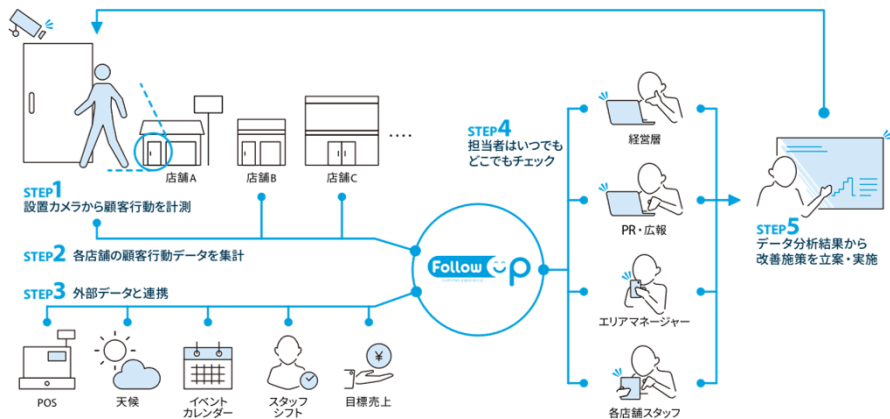 店舗A
店舗B
店舗C
....
STEP1
設置カメラから顧客行動を計測
STEP2 各店舗の顧客行動データを集計
STEP3 外部データと連携
POS
天候
イベント
カレンダー
スタッフ
シフト
¥
目標売上
Follow UP
STEP4
担当者はいつでも
どこでもチェック
経営層
PR・広報
エリアマネージャー
各店舗スタッフ
STEP5
データ分析結果から
改善施策を立案・実施